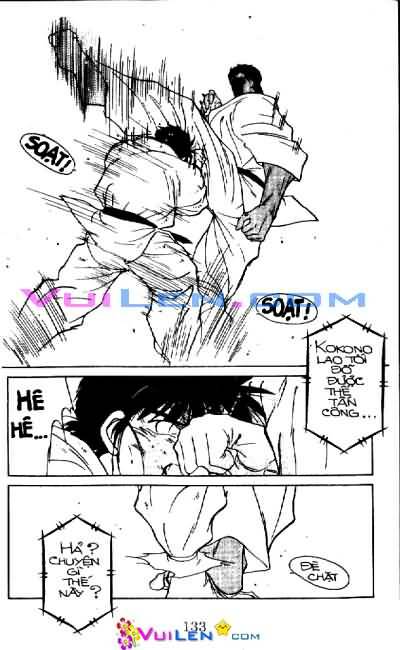 SOẠT!
VUILEN.COM
SOẠT!
KOKONO
LAO TỚI
ĐỠ
ĐƯỢC
THẾ
TẤN
CÔNG...
HÊ
HÊ...
HẢ?
CHUYỆN
GÌ
THẾ
NÀY?
ĐÈ
CHẶT
133
VUILEN.COM